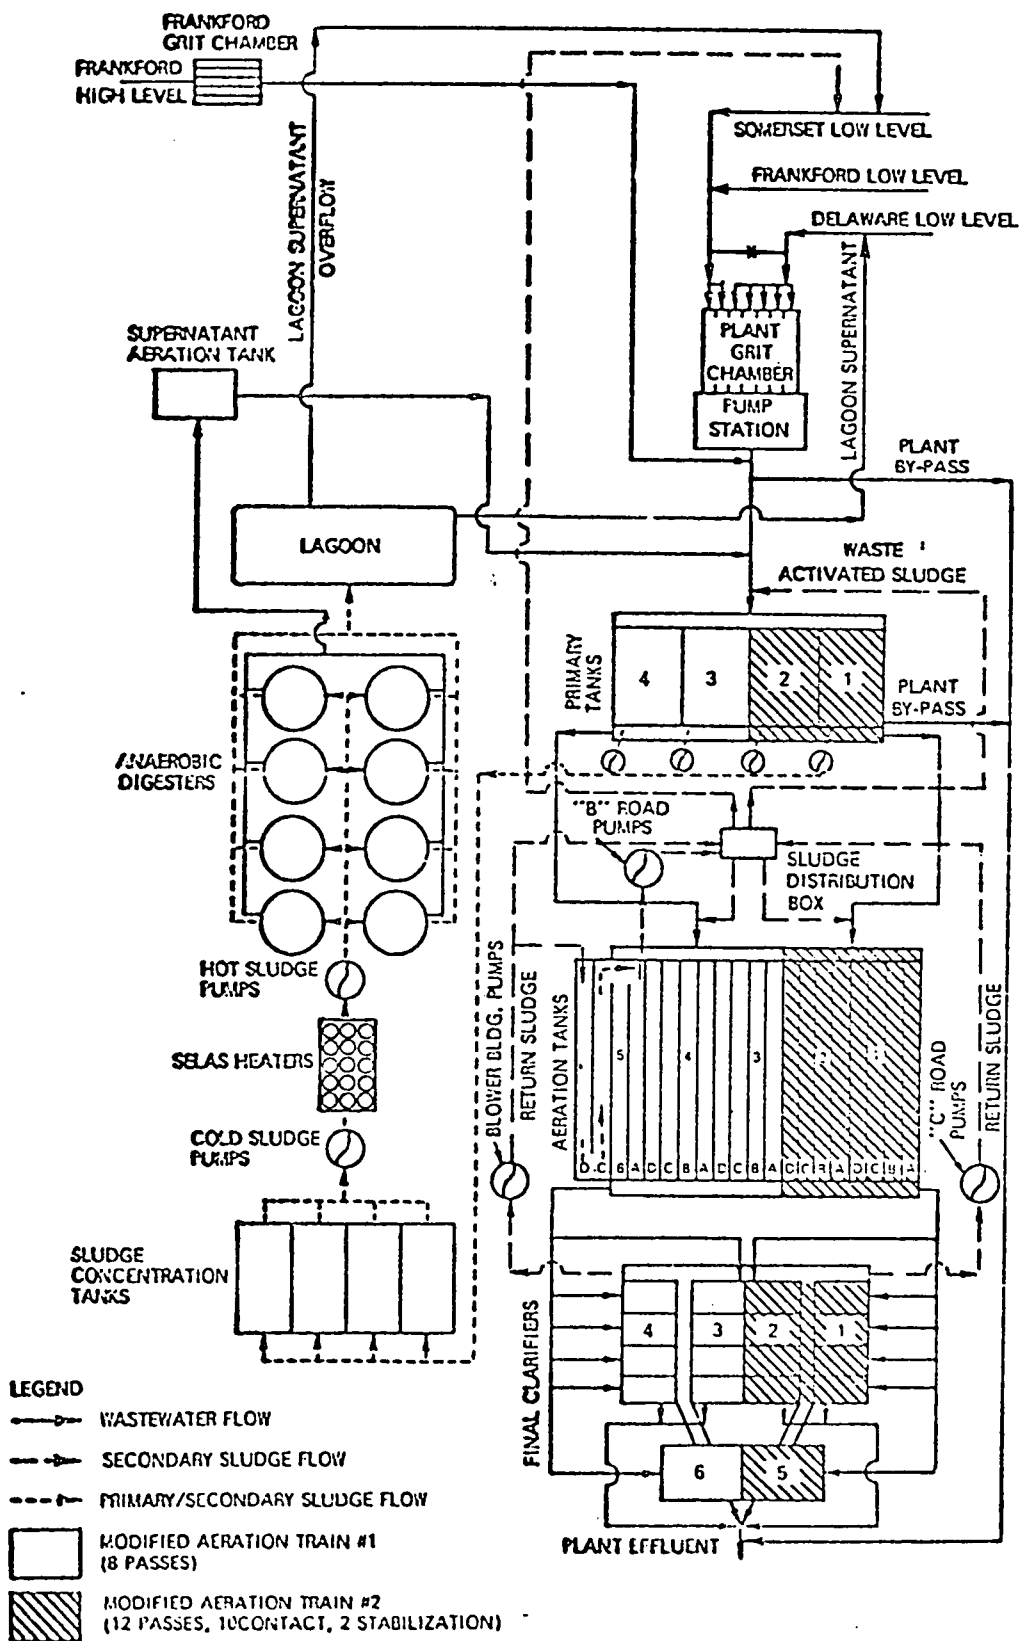 FRANKFORD
GRIT CHAMBER
FRANKFORD
HIGH LEVEL
SOMERSET LOW LEVEL
FRANKFORD LOW LEVEL
DELAWARE LOW LEVEL
LAGOON SUPERNATANT
OVERFLOW
LAGOON SUPERNATANT
SUPERNATANT
AERATION TANK
PLANT
GRIT
CHAMBER
PUMP
STATION
PLANT
BY-PASS
LAGOON
WASTE
ACTIVATED SLUDGE
PRIMARY
TANKS
4 3 2 1
PLANT
BY-PASS
ANAEROBIC
DIGESTERS
"B" ROAD
PUMPS
SLUDGE
DISTRIBUTION
BOX
HOT SLUDGE
PUMPS
SELAS HEATERS
COLD SLUDGE
PUMPS
BLOWER BLDG. PUMPS
RETURN SLUDGE
AERATION TANKS
5 4 3
D C B A D C B A D C B A D C B A D C B A
"C" ROAD
PUMPS
RETURN SLUDGE
SLUDGE
CONCENTRATION
TANKS
FINAL CLARIFIERS
4 3 2 1
6 5
PLANT EFFLUENT
LEGEND
WASTEWATER FLOW
SECONDARY SLUDGE FLOW
PRIMARY/SECONDARY SLUDGE FLOW
MODIFIED AERATION TRAIN #1
(8 PASSES)
MODIFIED AERATION TRAIN #2
(12 PASSES, 10 CONTACT, 2 STABILIZATION)